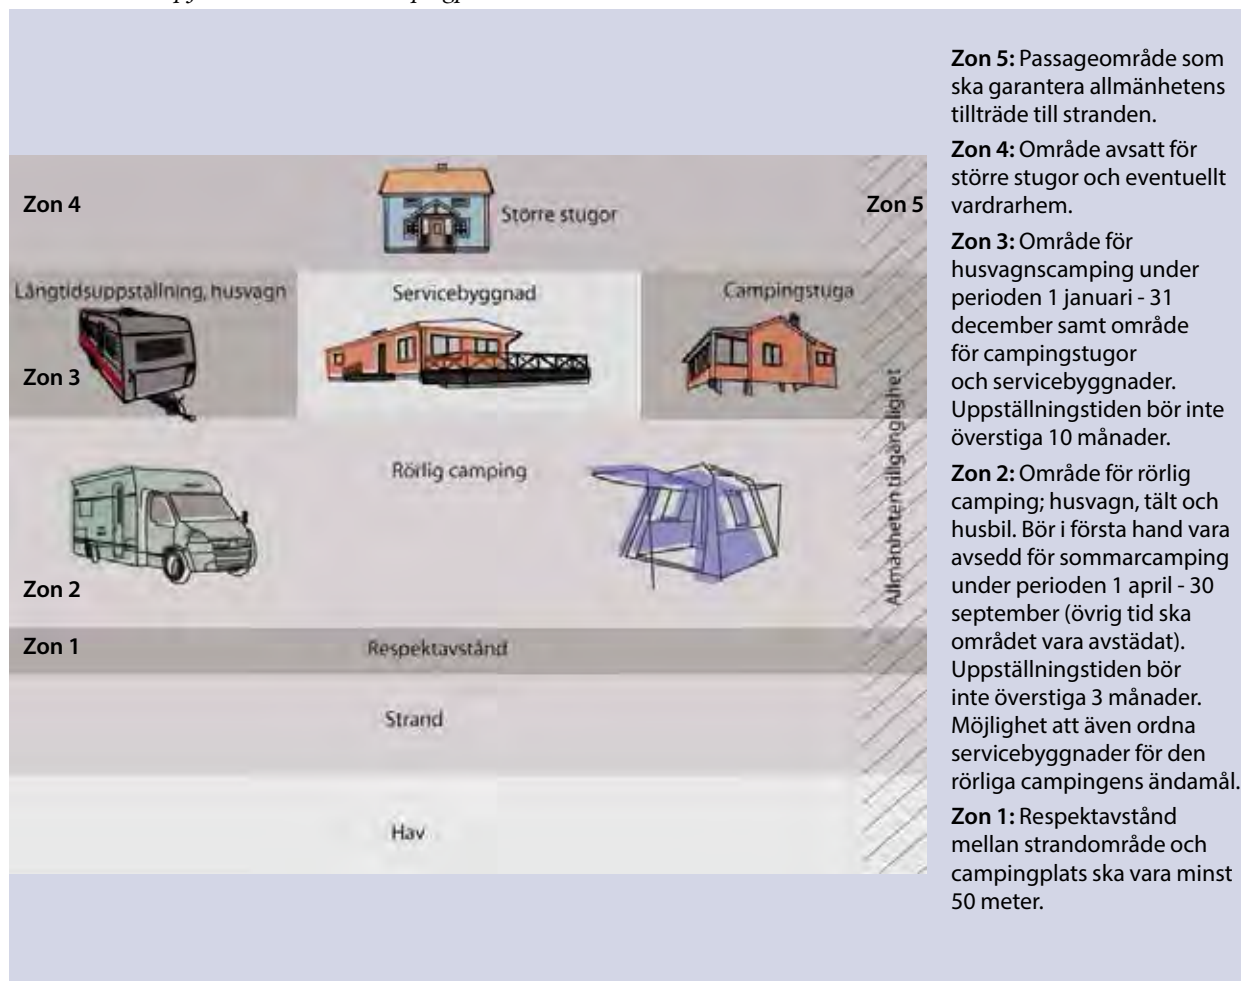 Zon 5: Passageområde som
ska garantera allmänhetens
tillträde till stranden.
Zon 4: Område avsatt för
större stugor och eventuellt
vardrarhem.
Zon 3: Område för
husvagnscamping under
perioden 1 januari - 31
december samt område
för campingstugor
och servicebyggnader.
Uppställningstiden bör inte
överstiga 10 månader.
Zon 2: Område för rörlig
camping; husvagn, tält och
husbil. Bör i första hand vara
avsedd för sommarcamping
under perioden 1 april - 30
september (övrig tid ska
området vara avstädat).
Uppställningstiden bör
inte överstiga 3 månader.
Möjlighet att även ordna
servicebyggnader för den
rörliga campingens ändamål.
Zon 1: Respektavstånd
mellan strandområde och
campingplats ska vara minst
50 meter.
Zon 4
Större stugor
Zon 5
Långtidsuppställning, husvagn
Servicebyggnad
Campingstuga
Zon 3
Rörlig camping
Allmänheten tillgänglighet
Zon 2
Zon 1
Respektavstånd
Strand
Hav